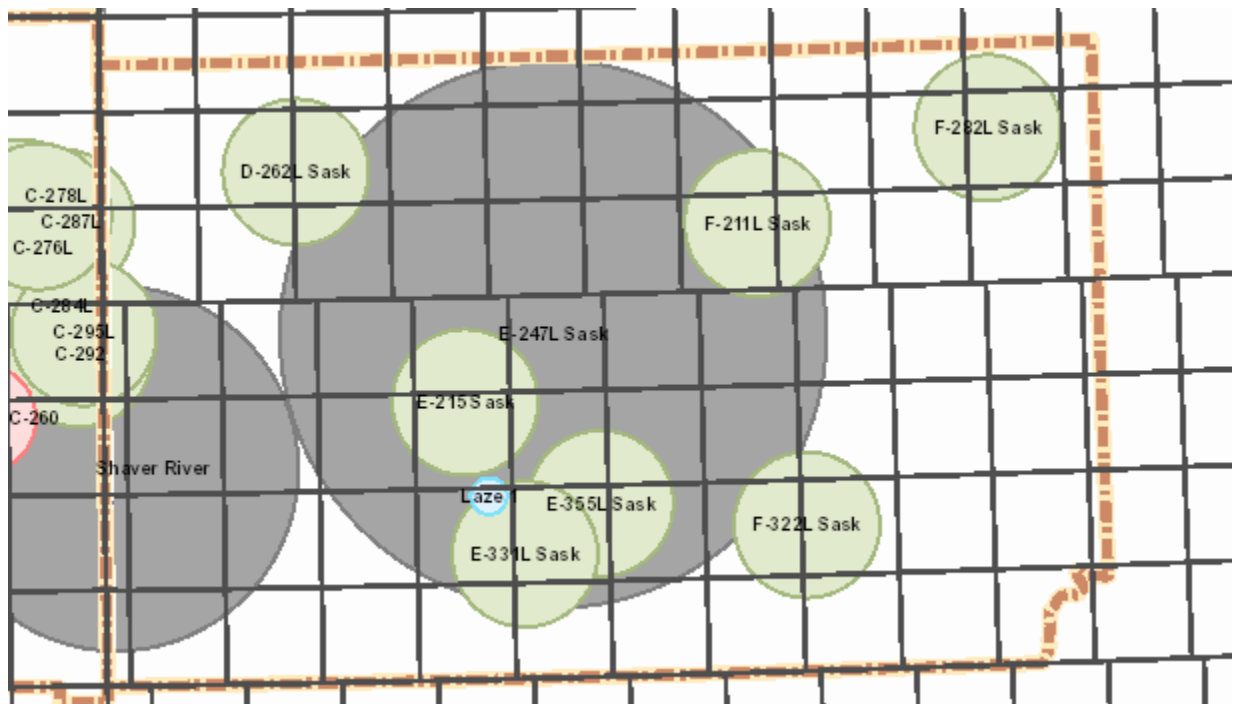 F-282L Sask
D-262L Sask
C-278L
C-287L
F-211L Sask
C-276L
C-284L
C-295L
E-247L Sask
C-292
E-215 Sask
C-260
Shaver River
Laze 1
E-355L Sask
F-322L Sask
E-331L Sask